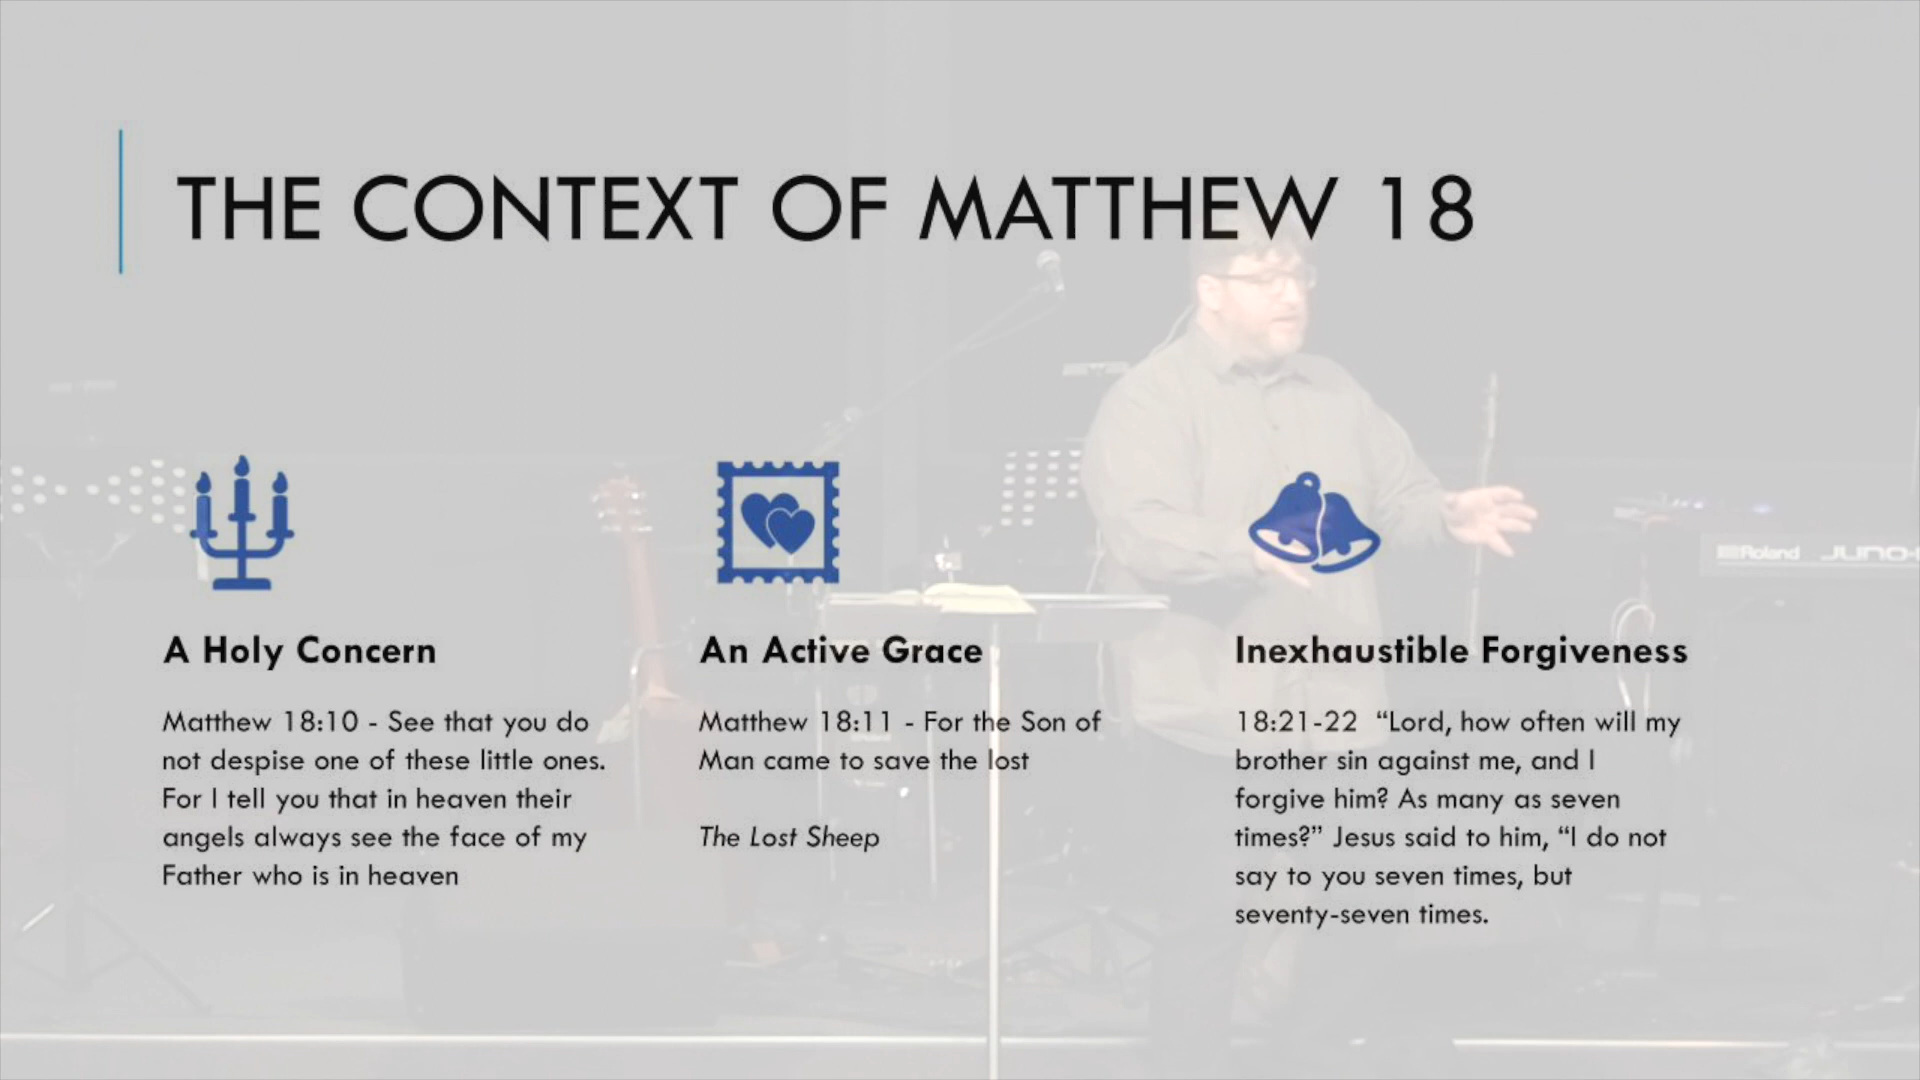 THE CONTEXT OF MATTHEW 18
A Holy Concern
Matthew 18:10 - See that you do
not despise one of these little ones.
For I tell you that in heaven their
angels always see the face of my
Father who is in heaven
An Active Grace
Matthew 18:11 - For the Son of
Man came to save the lost
The Lost Sheep
Inexhaustible Forgiveness
18:21-22  “Lord, how often will my
brother sin against me, and I
forgive him? As many as seven
times?” Jesus said to him, “I do not
say to you seven times, but
seventy-seven times.
Roland JUNO